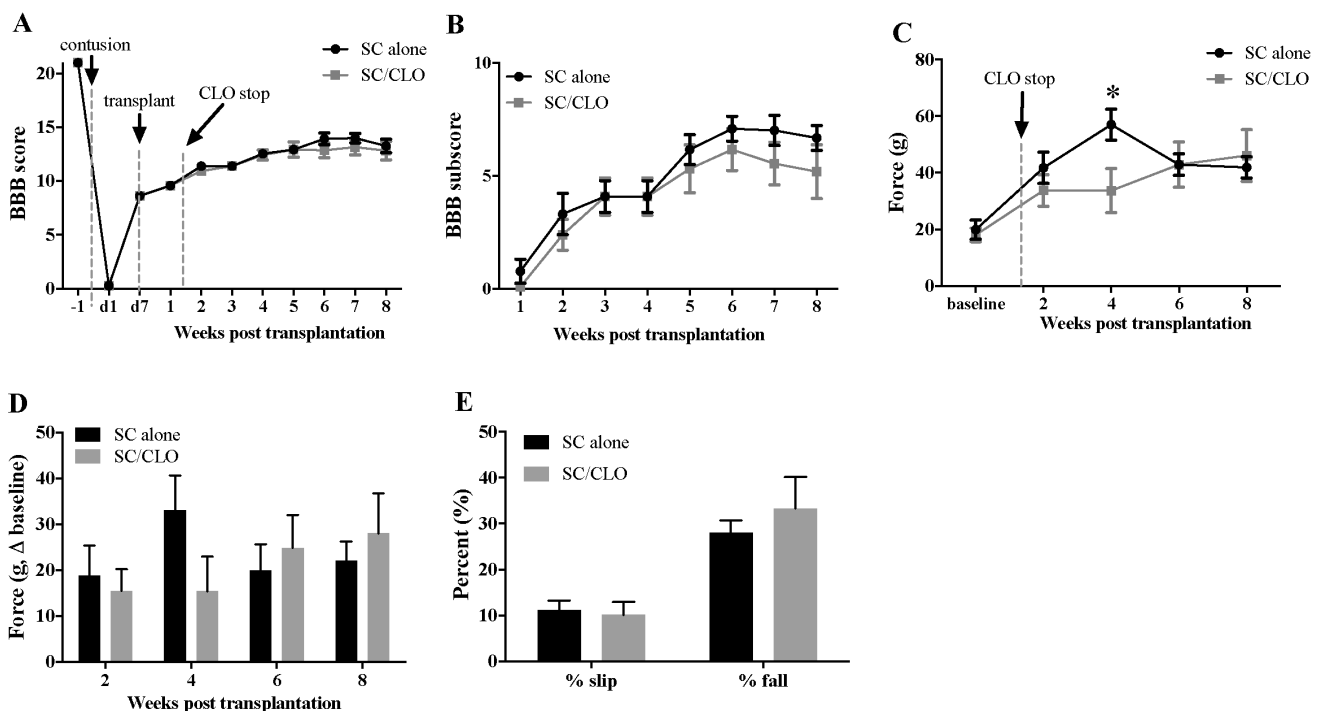 A
contusion
transplant
CLO stop
SC alone
SC/CLO
BBB score
20
15
10
5
0
-1 d1 d7 1 2 3 4 5 6 7 8
Weeks post transplantation
B
SC alone
SC/CLO
BBB subscore
10
5
0
1 2 3 4 5 6 7 8
Weeks post transplantation
C
SC alone
SC/CLO
CLO stop
*
Force (g)
80
60
40
20
0
baseline 2 4 6 8
Weeks post transplantation
D
SC alone
SC/CLO
Force (g, Δ baseline)
50
40
30
20
10
0
2 4 6 8
Weeks post transplantation
E
SC alone
SC/CLO
Percent (%)
50
40
30
20
10
0
% slip % fall